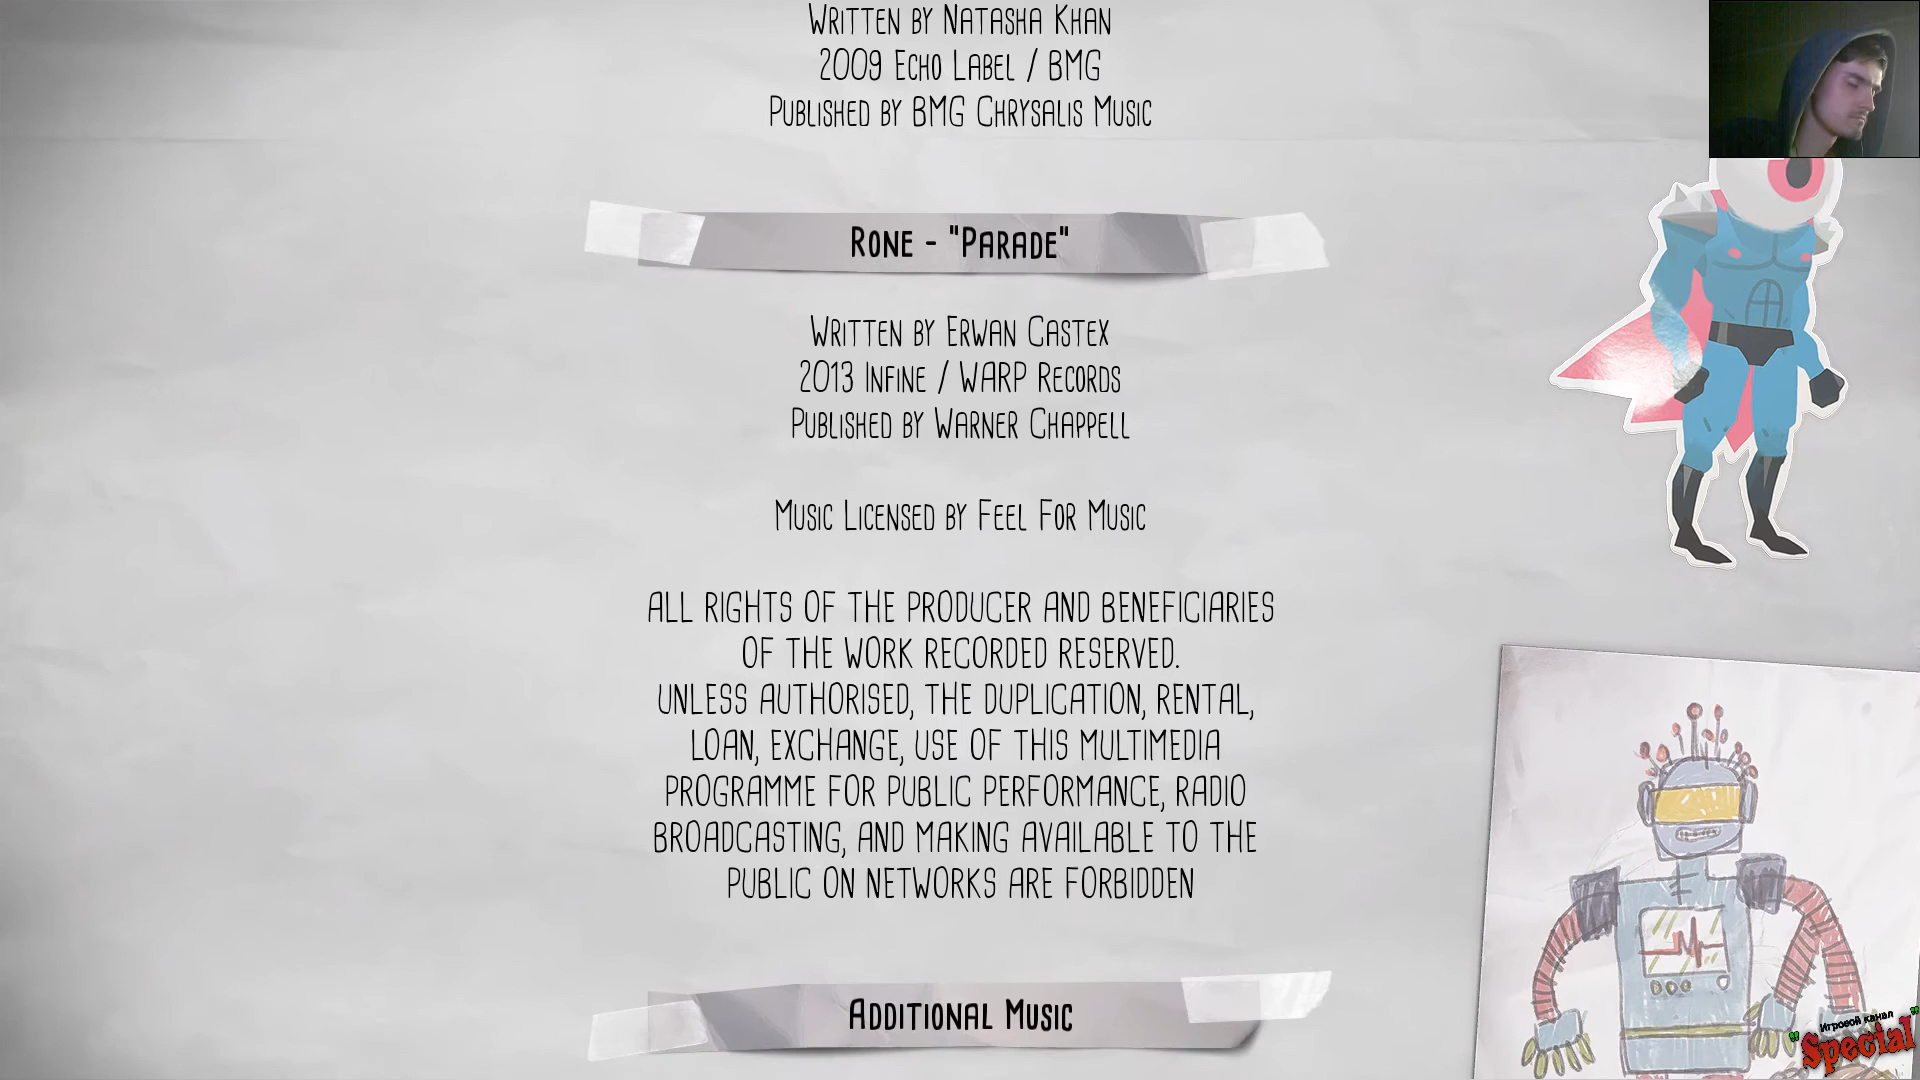 Written by Natasha Khan
2009 Echo Label / BMG
Published by BMG Chrysalis Music
Rone - "Parade"
Written by Erwan Castex
2013 Infine / WARP Records
Published by Warner Chappell
Music Licensed by Feel For Music
ALL RIGHTS OF THE PRODUCER AND BENEFICIARIES
OF THE WORK RECORDED RESERVED.
UNLESS AUTHORISED, THE DUPLICATION, RENTAL,
LOAN, EXCHANGE, USE OF THIS MULTIMEDIA
PROGRAMME FOR PUBLIC PERFORMANCE, RADIO
BROADCASTING, AND MAKING AVAILABLE TO THE
PUBLIC ON NETWORKS ARE FORBIDDEN
Additional Music
Игровой канал
"Special"